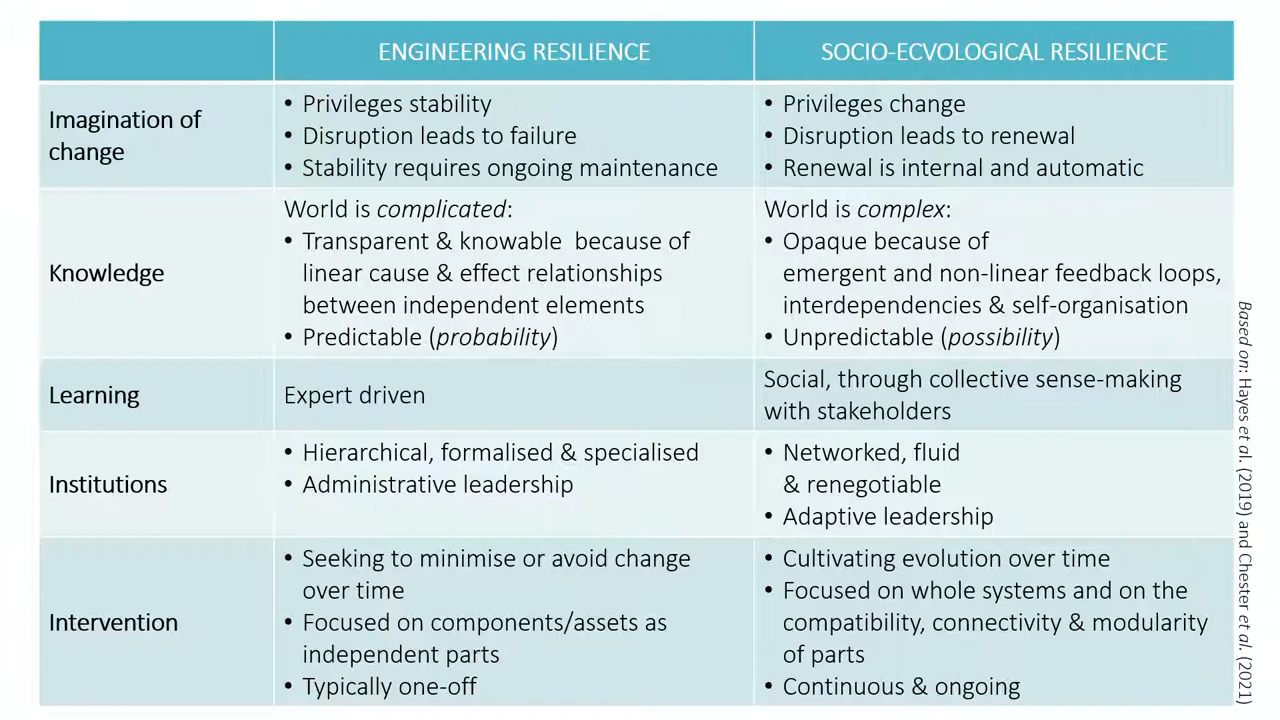 ENGINEERING RESILIENCE
SOCIO-ECVOLOGICAL RESILIENCE
Imagination of
change
• Privileges stability
• Disruption leads to failure
• Stability requires ongoing maintenance
• Privileges change
• Disruption leads to renewal
• Renewal is internal and automatic
Knowledge
World is complicated:
• Transparent & knowable because of
linear cause & effect relationships
between independent elements
• Predictable (probability)
World is complex:
• Opaque because of
emergent and non-linear feedback loops,
interdependencies & self-organisation
• Unpredictable (possibility)
Learning
Expert driven
Social, through collective sense-making
with stakeholders
Institutions
• Hierarchical, formalised & specialised
• Administrative leadership
• Networked, fluid
& renegotiable
• Adaptive leadership
Intervention
• Seeking to minimise or avoid change
over time
• Focused on components/assets as
independent parts
• Typically one-off
• Cultivating evolution over time
• Focused on whole systems and on the
compatibility, connectivity & modularity
of parts
• Continuous & ongoing
Based on: Hayes et al. (2019) and Chester et al. (2021)